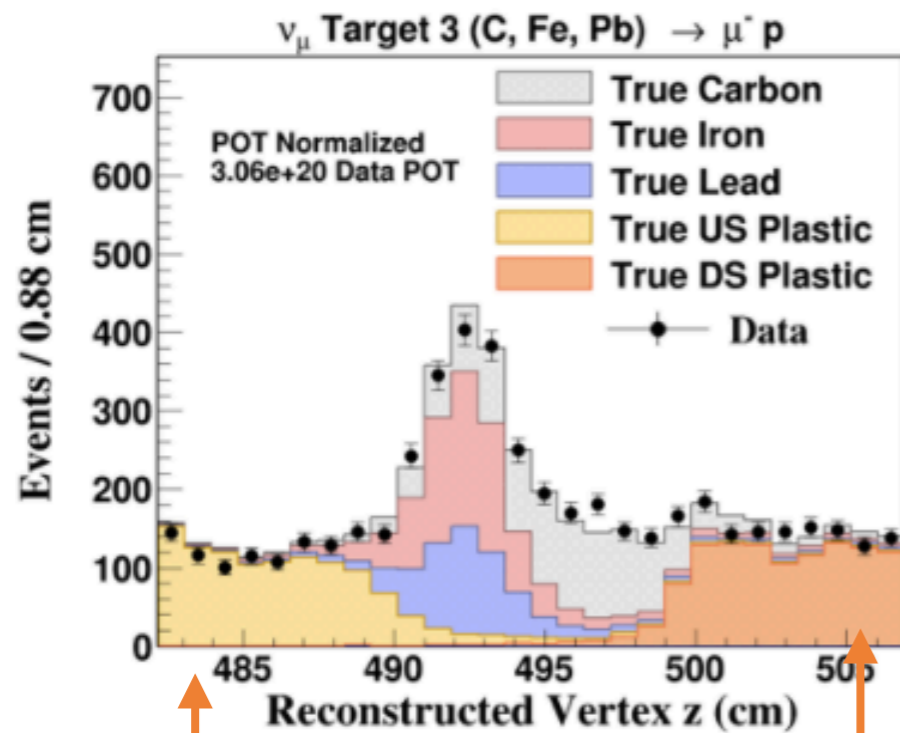 ν_μ Target 3 (C, Fe, Pb) → μ⁻ p
700
600
500
400
300
200
100
0
Events / 0.88 cm
POT Normalized
3.06e+20 Data POT
True Carbon
True Iron
True Lead
True US Plastic
True DS Plastic
Data
485 490 495 500 505
Reconstructed Vertex z (cm)